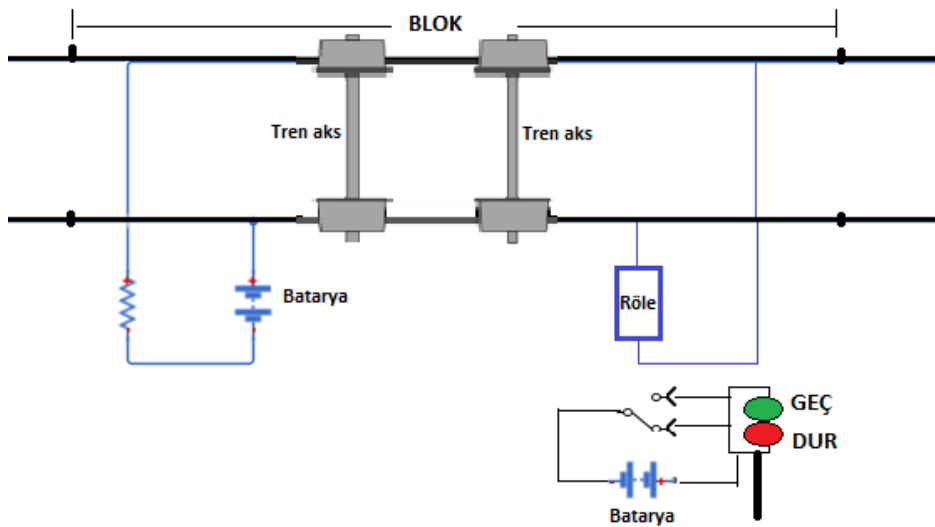 BLOK
Tren aks
Tren aks
Batarya
Röle
GEÇ
DUR
Batarya